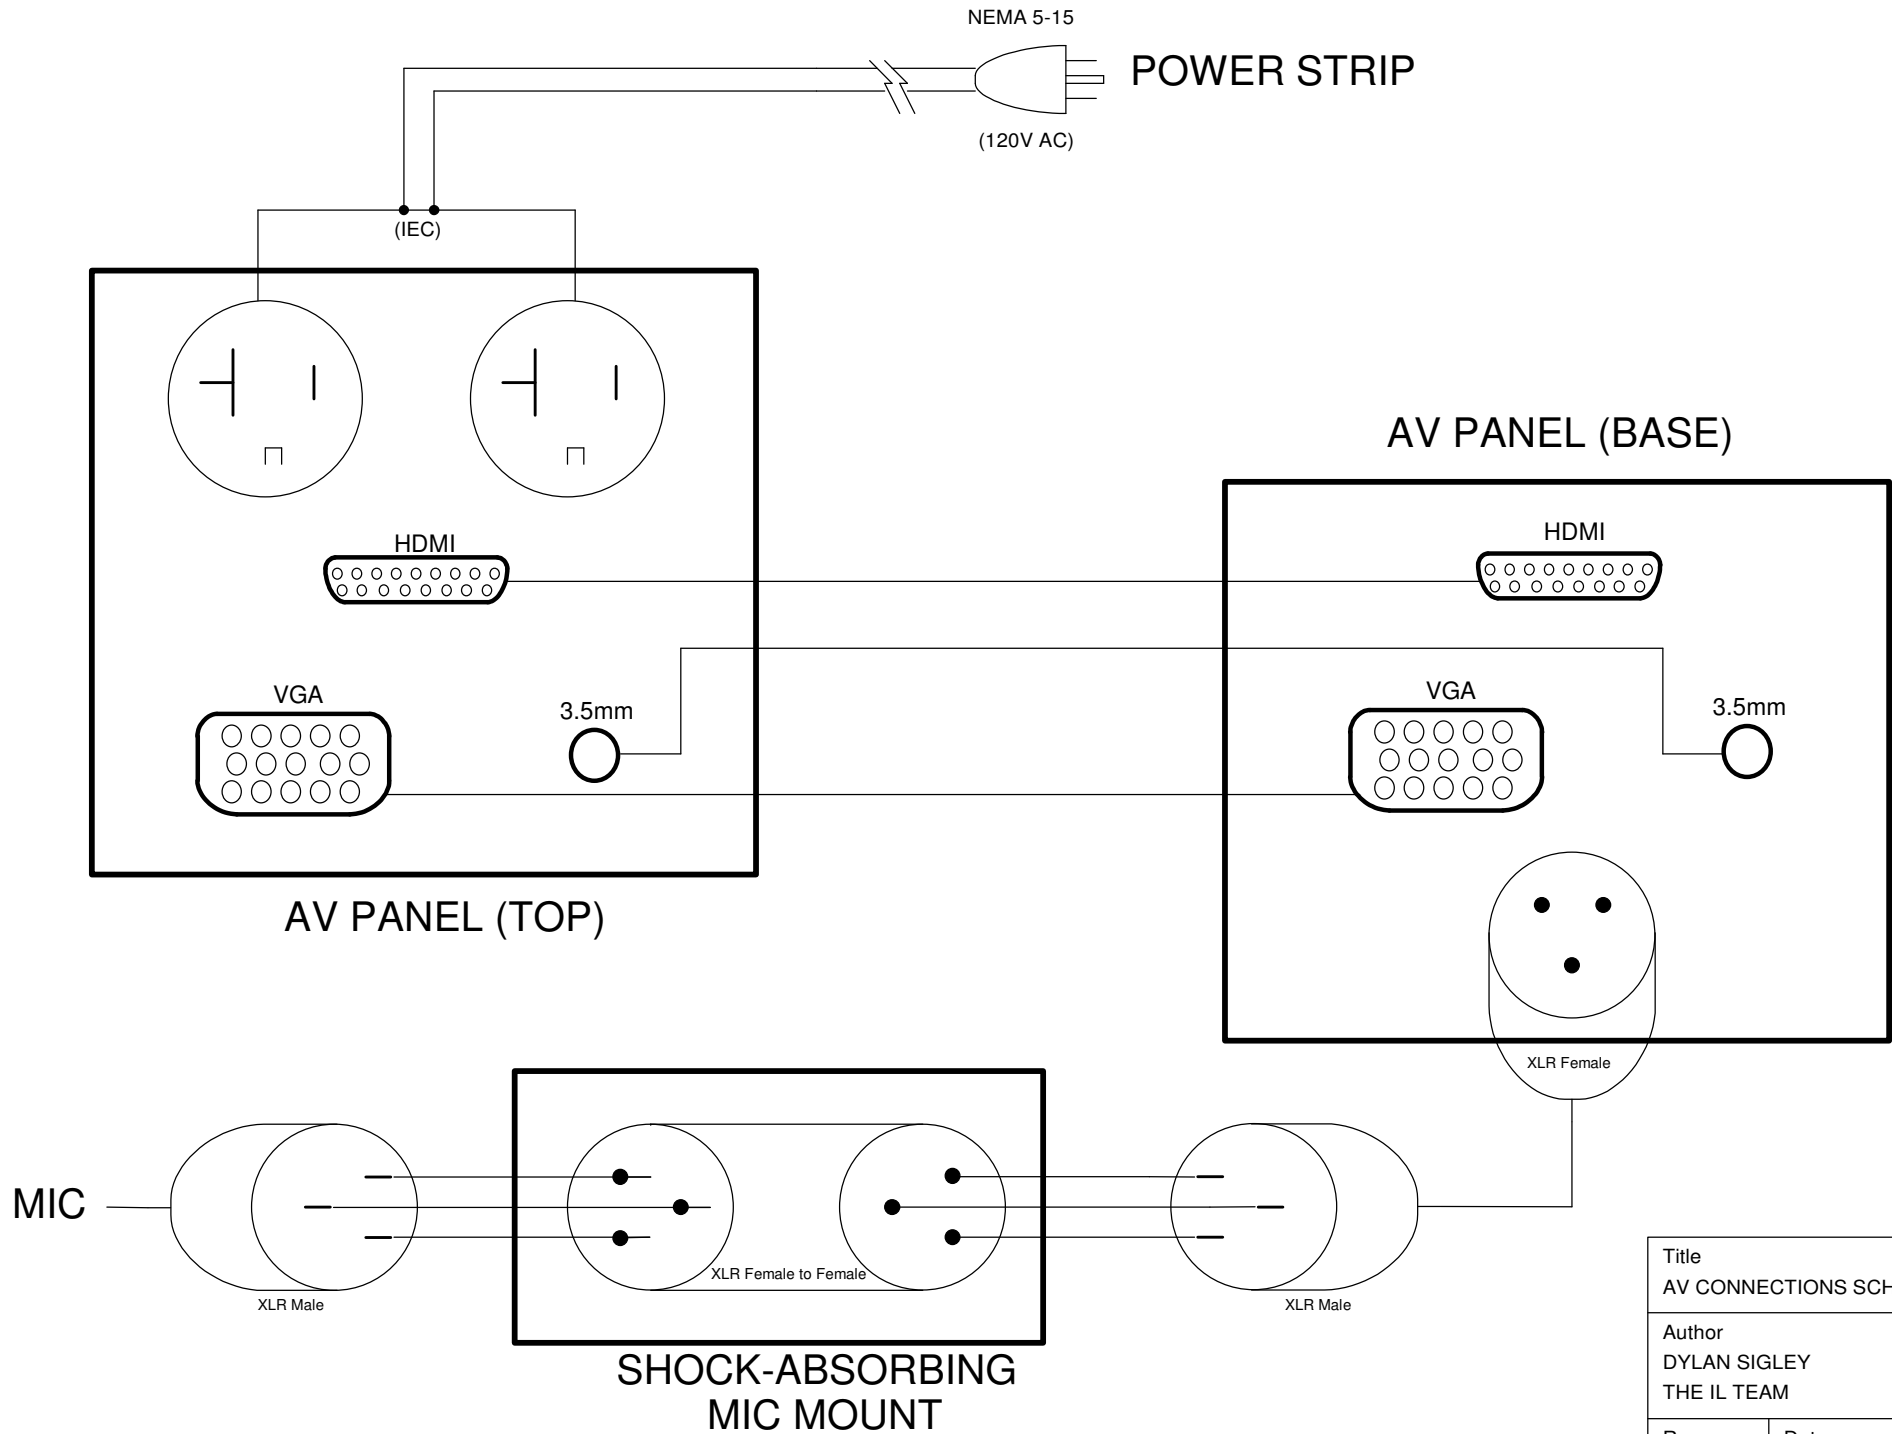 NEMA 5-15
POWER STRIP
(120V AC)
(IEC)
AV PANEL (BASE)
HDMI
HDMI
VGA
3.5mm
VGA
3.5mm
AV PANEL (TOP)
XLR Female
MIC
XLR Female to Female
XLR Male
XLR Male
SHOCK-ABSORBING
MIC MOUNT
Title
AV CONNECTIONS SCH
Author
DYLAN SIGLEY
THE IL TEAM